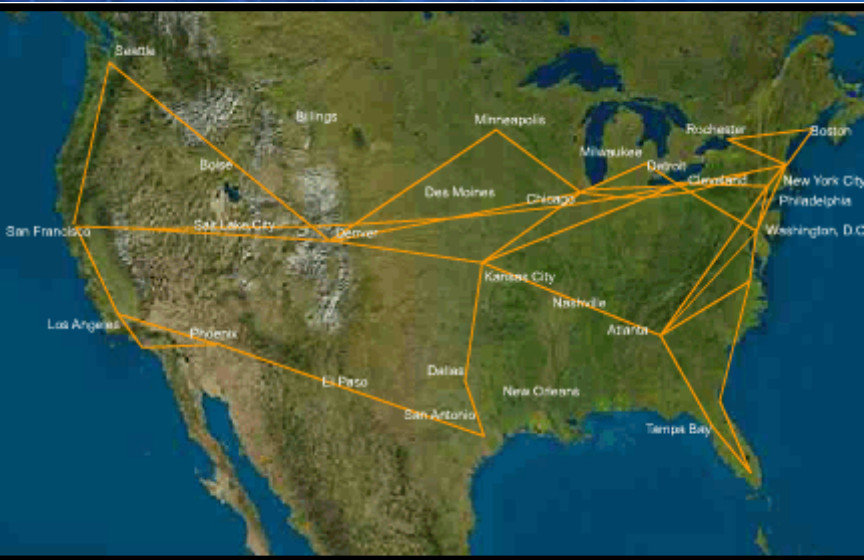 Seattle
Billings
Minneapolis
Rochester
Boston
Milwaukee
Detroit
Boise
Cleveland
New York City
Des Moines
Chicago
Philadelphia
San Francisco
Salt Lake City
Denver
Washington, D.C
Kansas City
Nashville
Los Angeles
Phoenix
Atlanta
El Paso
Dallas
New Orleans
San Antonio
Tampa Bay